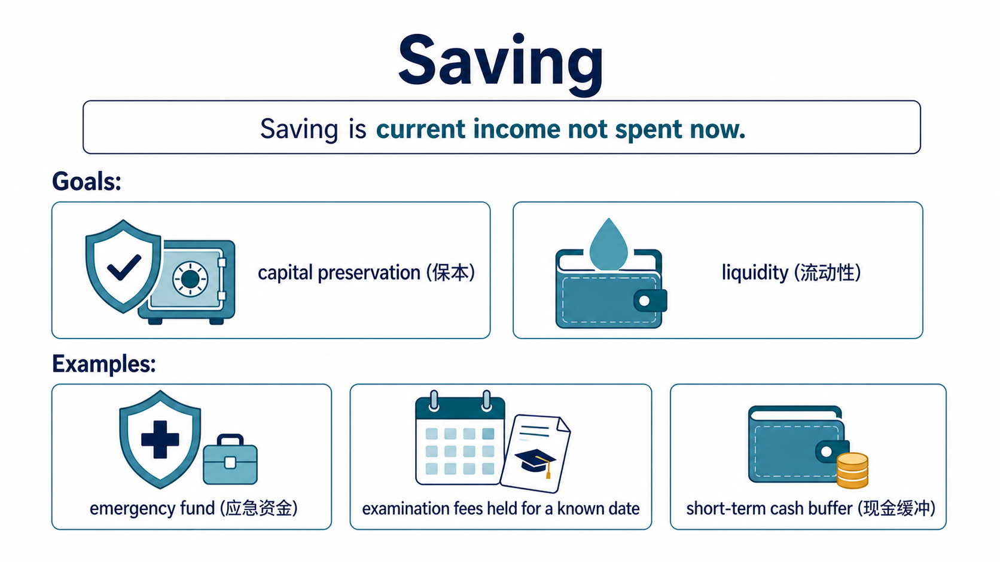 Saving
Saving is current income not spent now.
Goals:
capital preservation (保本)
liquidity (流动性)
Examples:
emergency fund (应急资金)
examination fees held for a known date
short-term cash buffer (现金缓冲)